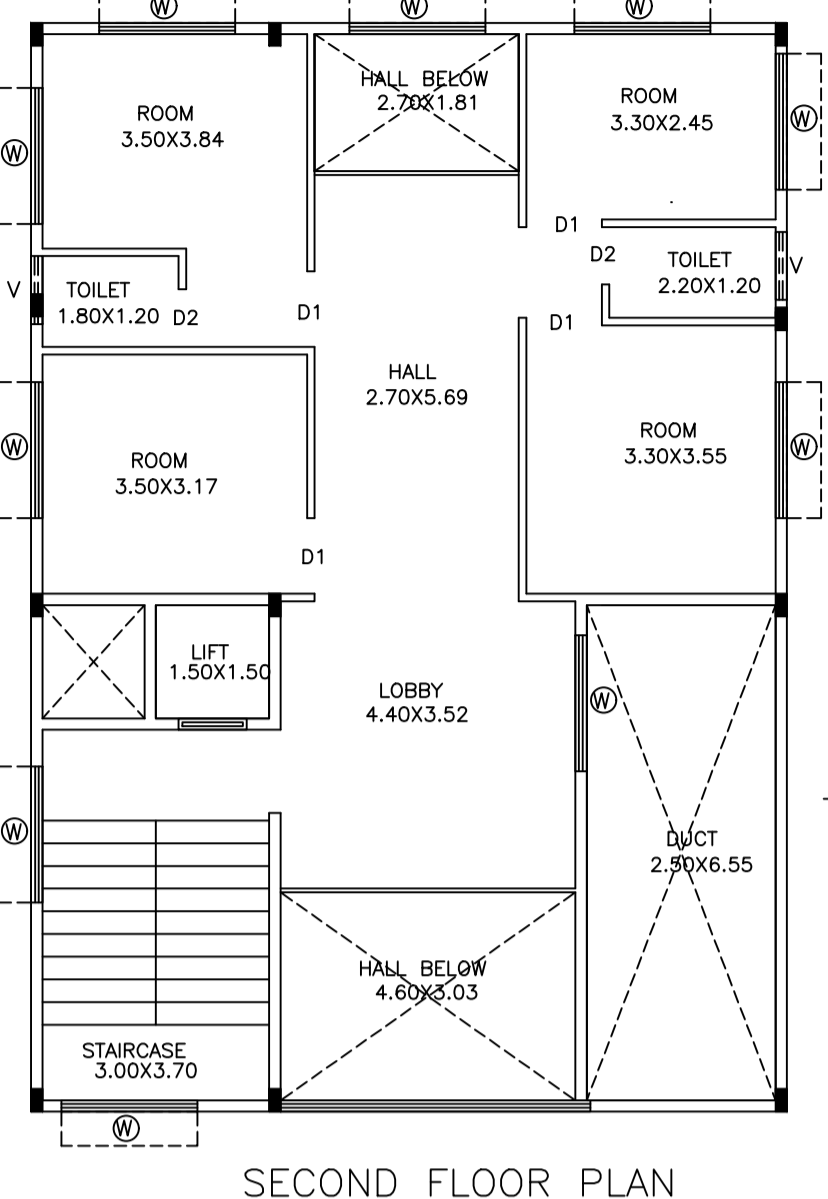 W
W
W
HALL BELOW
2.70X1.81
ROOM
3.50X3.84
ROOM
3.30X2.45
W
W
D1
D2
TOILET
2.20X1.20
V
V
TOILET
1.80X1.20
D2
D1
D1
HALL
2.70X5.69
W
ROOM
3.50X3.17
ROOM
3.30X3.55
W
D1
LIFT
1.50X1.50
LOBBY
4.40X3.52
W
W
DUCT
2.50X6.55
HALL BELOW
4.60X3.03
STAIRCASE
3.00X3.70
W
SECOND FLOOR PLAN